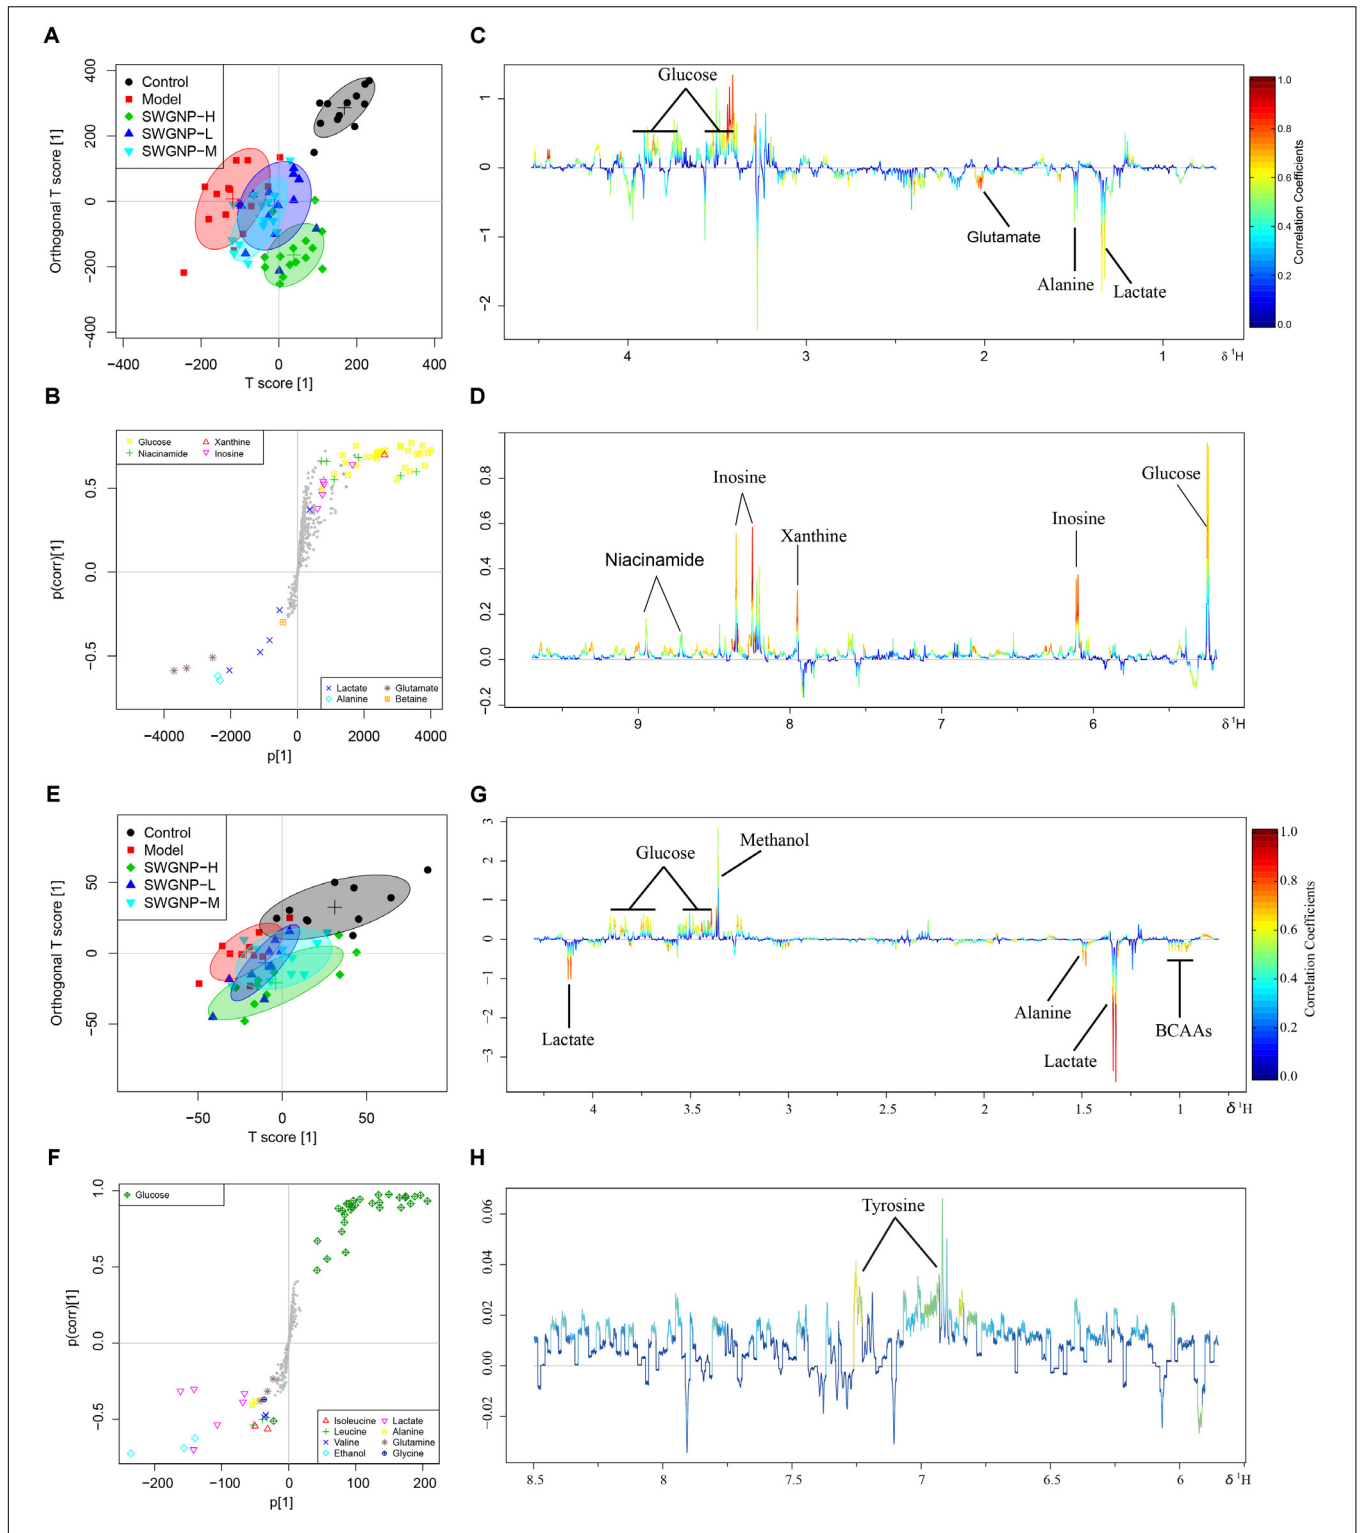 A
400
200
0
−200
−400
Orthogonal T score [1]
Control
Model
SWGNP−H
SWGNP−L
SWGNP−M
−400
−200
0
200
400
T score [1]
C
1
0
−1
−2
Glucose
Glutamate
Alanine
Lactate
4
3
2
1
δ ¹H
1.0
0.8
0.6
0.4
0.2
0.0
Correlation Coefficients
B
0.5
0.0
−0.5
p(corr)[1]
Glucose
Xanthine
Niacinamide
Inosine
Lactate
Glutamate
Alanine
Betaine
−4000
−2000
0
2000
4000
p[1]
D
0.8
0.6
0.4
0.2
0.0
−0.2
Niacinamide
Inosine
Xanthine
Inosine
Glucose
9
8
7
6
δ ¹H
E
50
0
−50
Orthogonal T score [1]
Control
Model
SWGNP−H
SWGNP−L
SWGNP−M
−50
0
50
T score [1]
G
3
2
1
0
−1
−2
−3
Glucose
Methanol
Lactate
Alanine
Lactate
BCAAs
4
3.5
3
2.5
2
1.5
1
δ ¹H
1.0
0.8
0.6
0.4
0.2
0.0
Correlation Coefficients
F
1.0
0.5
0.0
−0.5
p(corr)[1]
Glucose
Isoleucine
Lactate
Leucine
Alanine
Valine
Glutamine
Ethanol
Glycine
−200
−100
0
100
200
p[1]
H
0.06
0.04
0.02
0.00
−0.02
Tyrosine
8.5
8
7.5
7
6.5
6
δ ¹H